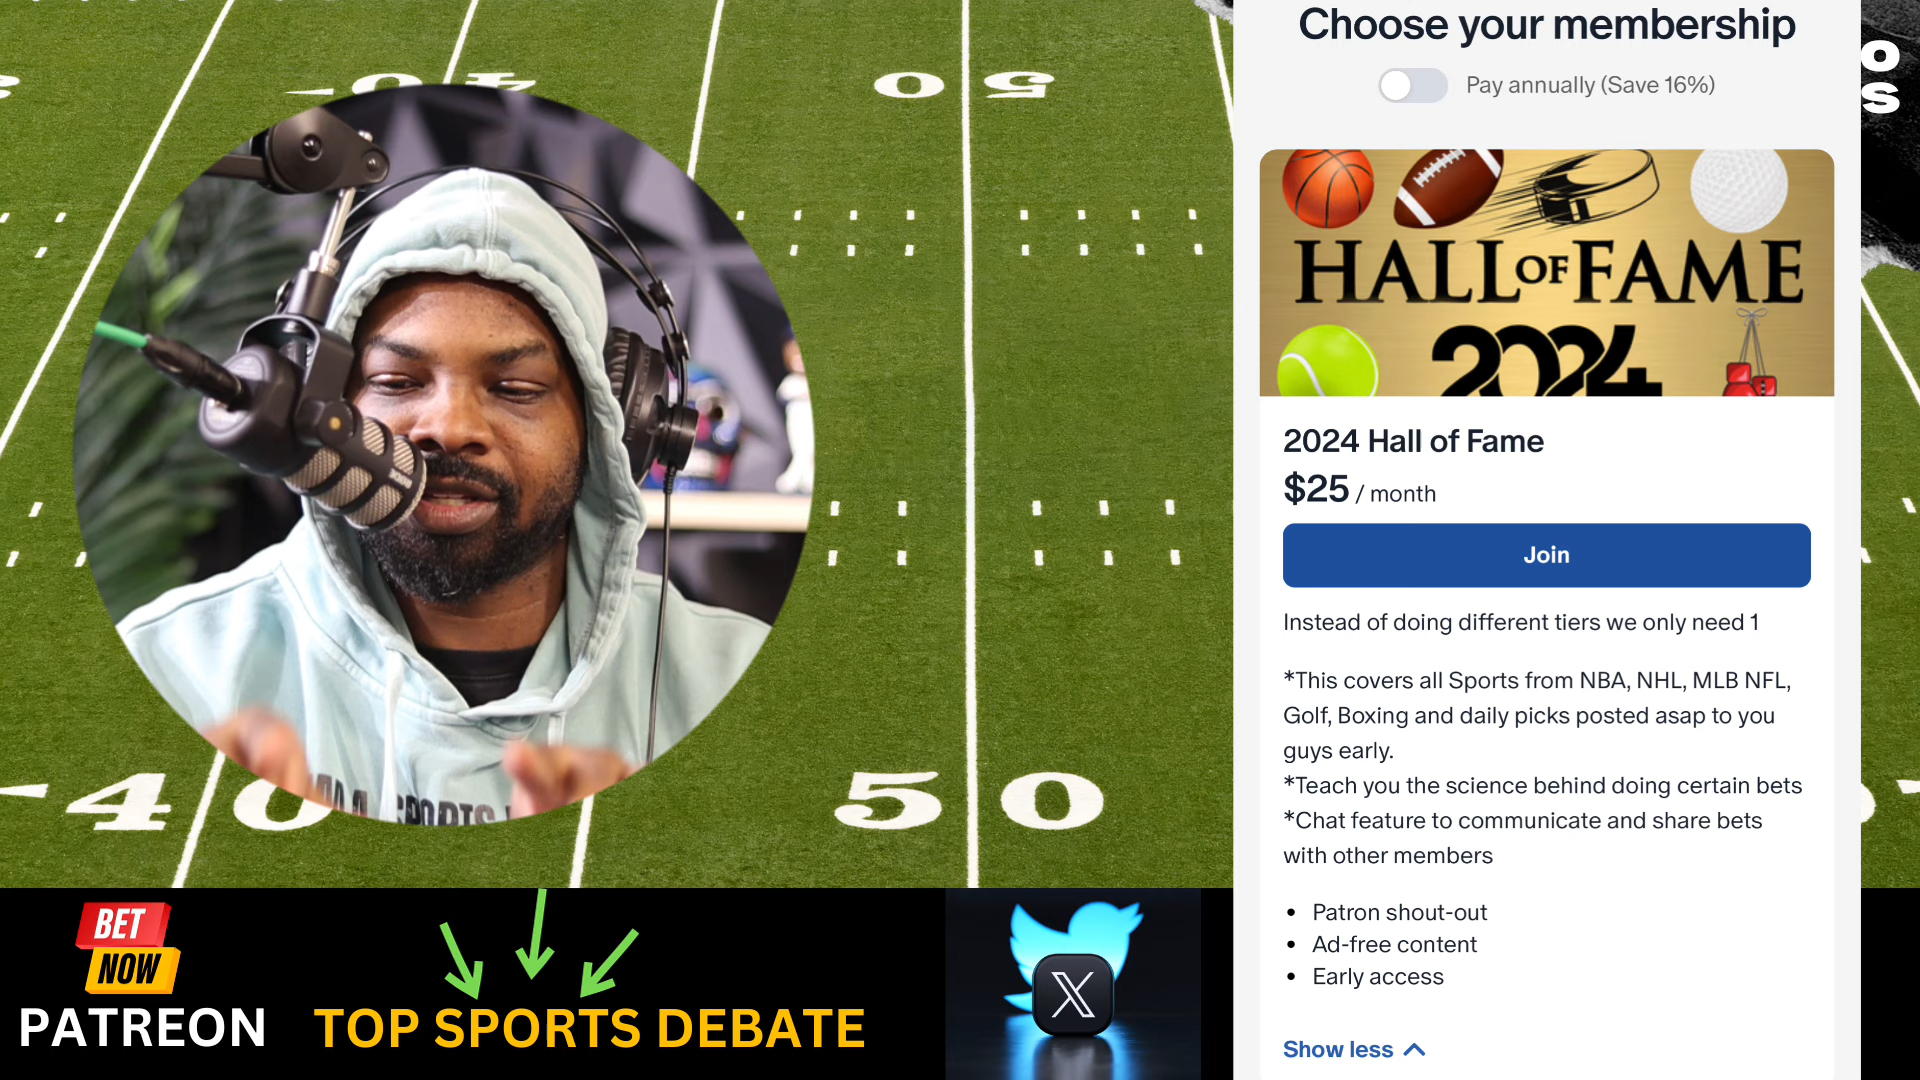 Choose your membership
Pay annually (Save 16%)
HALL OF FAME
2024
2024 Hall of Fame
$25 / month
Join
Instead of doing different tiers we only need 1
*This covers all Sports from NBA, NHL, MLB NFL,
Golf, Boxing and daily picks posted asap to you
guys early.
*Teach you the science behind doing certain bets
*Chat feature to communicate and share bets
with other members
• Patron shout-out
• Ad-free content
• Early access
Show less
40
50
SPORTS
40
50
BET
NOW
PATREON
TOP SPORTS DEBATE
X
O
S